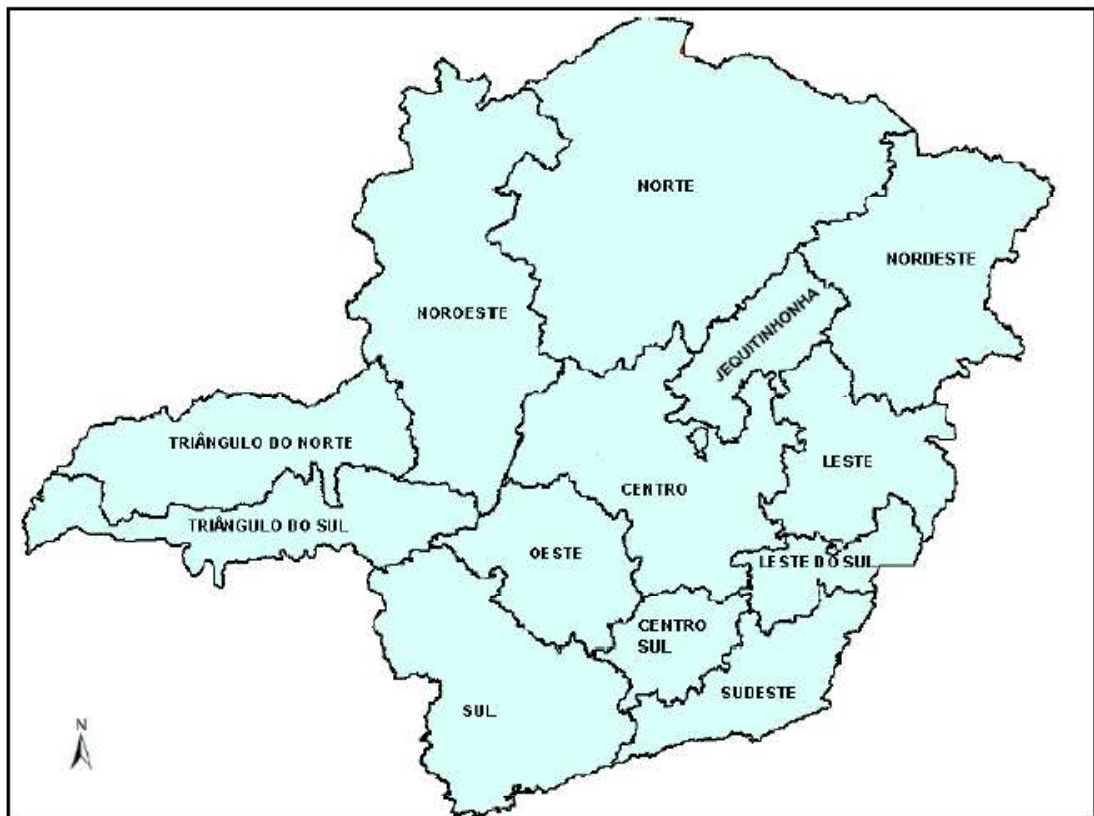 NORTE
NORDESTE
JEQUITINHONHA
NOROESTE
TRIÂNGULO DO NORTE
LESTE
CENTRO
TRIÂNGULO DO SUL
OESTE
LESTE DO SUL
CENTRO
SUL
SUDESTE
SUL
N